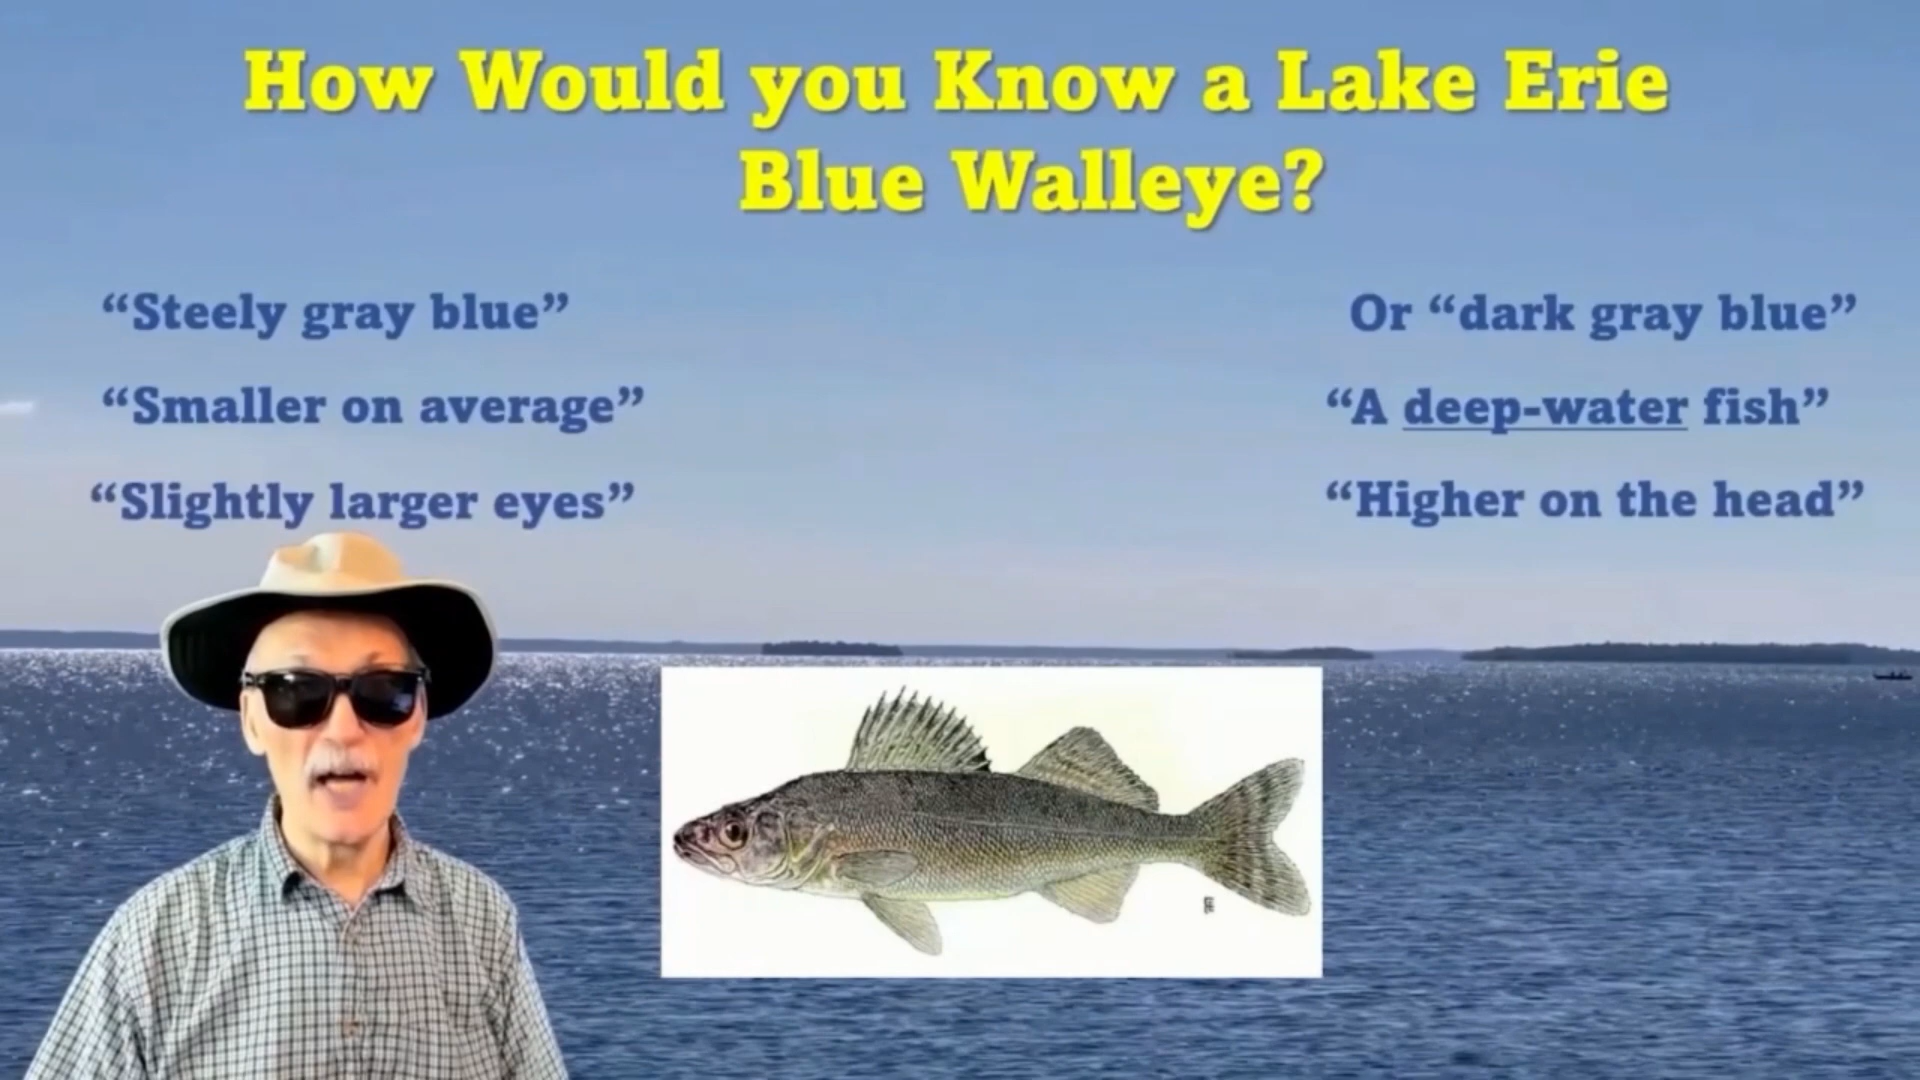 How Would you Know a Lake Erie
Blue Walleye?
“Steely gray blue”
Or “dark gray blue”
“Smaller on average”
“A deep-water fish”
“Slightly larger eyes”
“Higher on the head”